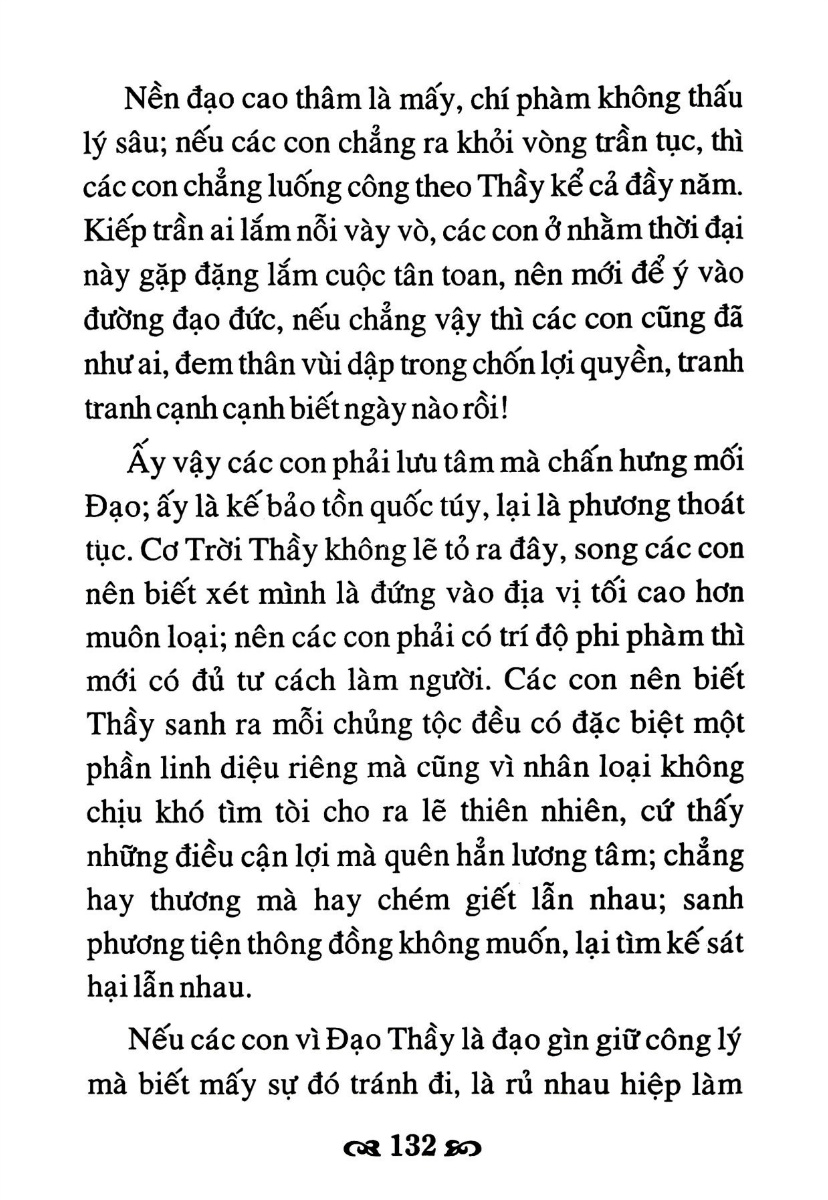 Nền đạo cao thâm là mấy, chí phàm không thấu
lý sâu; nếu các con chẳng ra khỏi vòng trần tục, thì
các con chẳng luống công theo Thầy kể cả đầy năm.
Kiếp trần ai lắm nỗi vày vò, các con ở nhằm thời đại
này gặp đặng lắm cuộc tân toan, nên mới để ý vào
đường đạo đức, nếu chẳng vậy thì các con cũng đã
như ai, đem thân vùi dập trong chốn lợi quyền, tranh
tranh cạnh cạnh biết ngày nào rồi!
Ấy vậy các con phải lưu tâm mà chấn hưng mối
Đạo; ấy là kế bảo tồn quốc túy, lại là phương thoát
tục. Cơ Trời Thầy không lẽ tỏ ra đây, song các con
nên biết xét mình là đứng vào địa vị tối cao hơn
muôn loại; nên các con phải có trí độ phi phàm thì
mới có đủ tư cách làm người. Các con nên biết
Thầy sanh ra mỗi chủng tộc đều có đặc biệt một
phần linh diệu riêng mà cũng vì nhân loại không
chịu khó tìm tòi cho ra lẽ thiên nhiên, cứ thấy
những điều cận lợi mà quên hẳn lương tâm; chẳng
hay thương mà hay chém giết lẫn nhau; sanh
phương tiện thông đồng không muốn, lại tìm kế sát
hại lẫn nhau.
Nếu các con vì Đạo Thầy là đạo gìn giữ công lý
mà biết mấy sự đó tránh đi, là rủ nhau hiệp làm
132